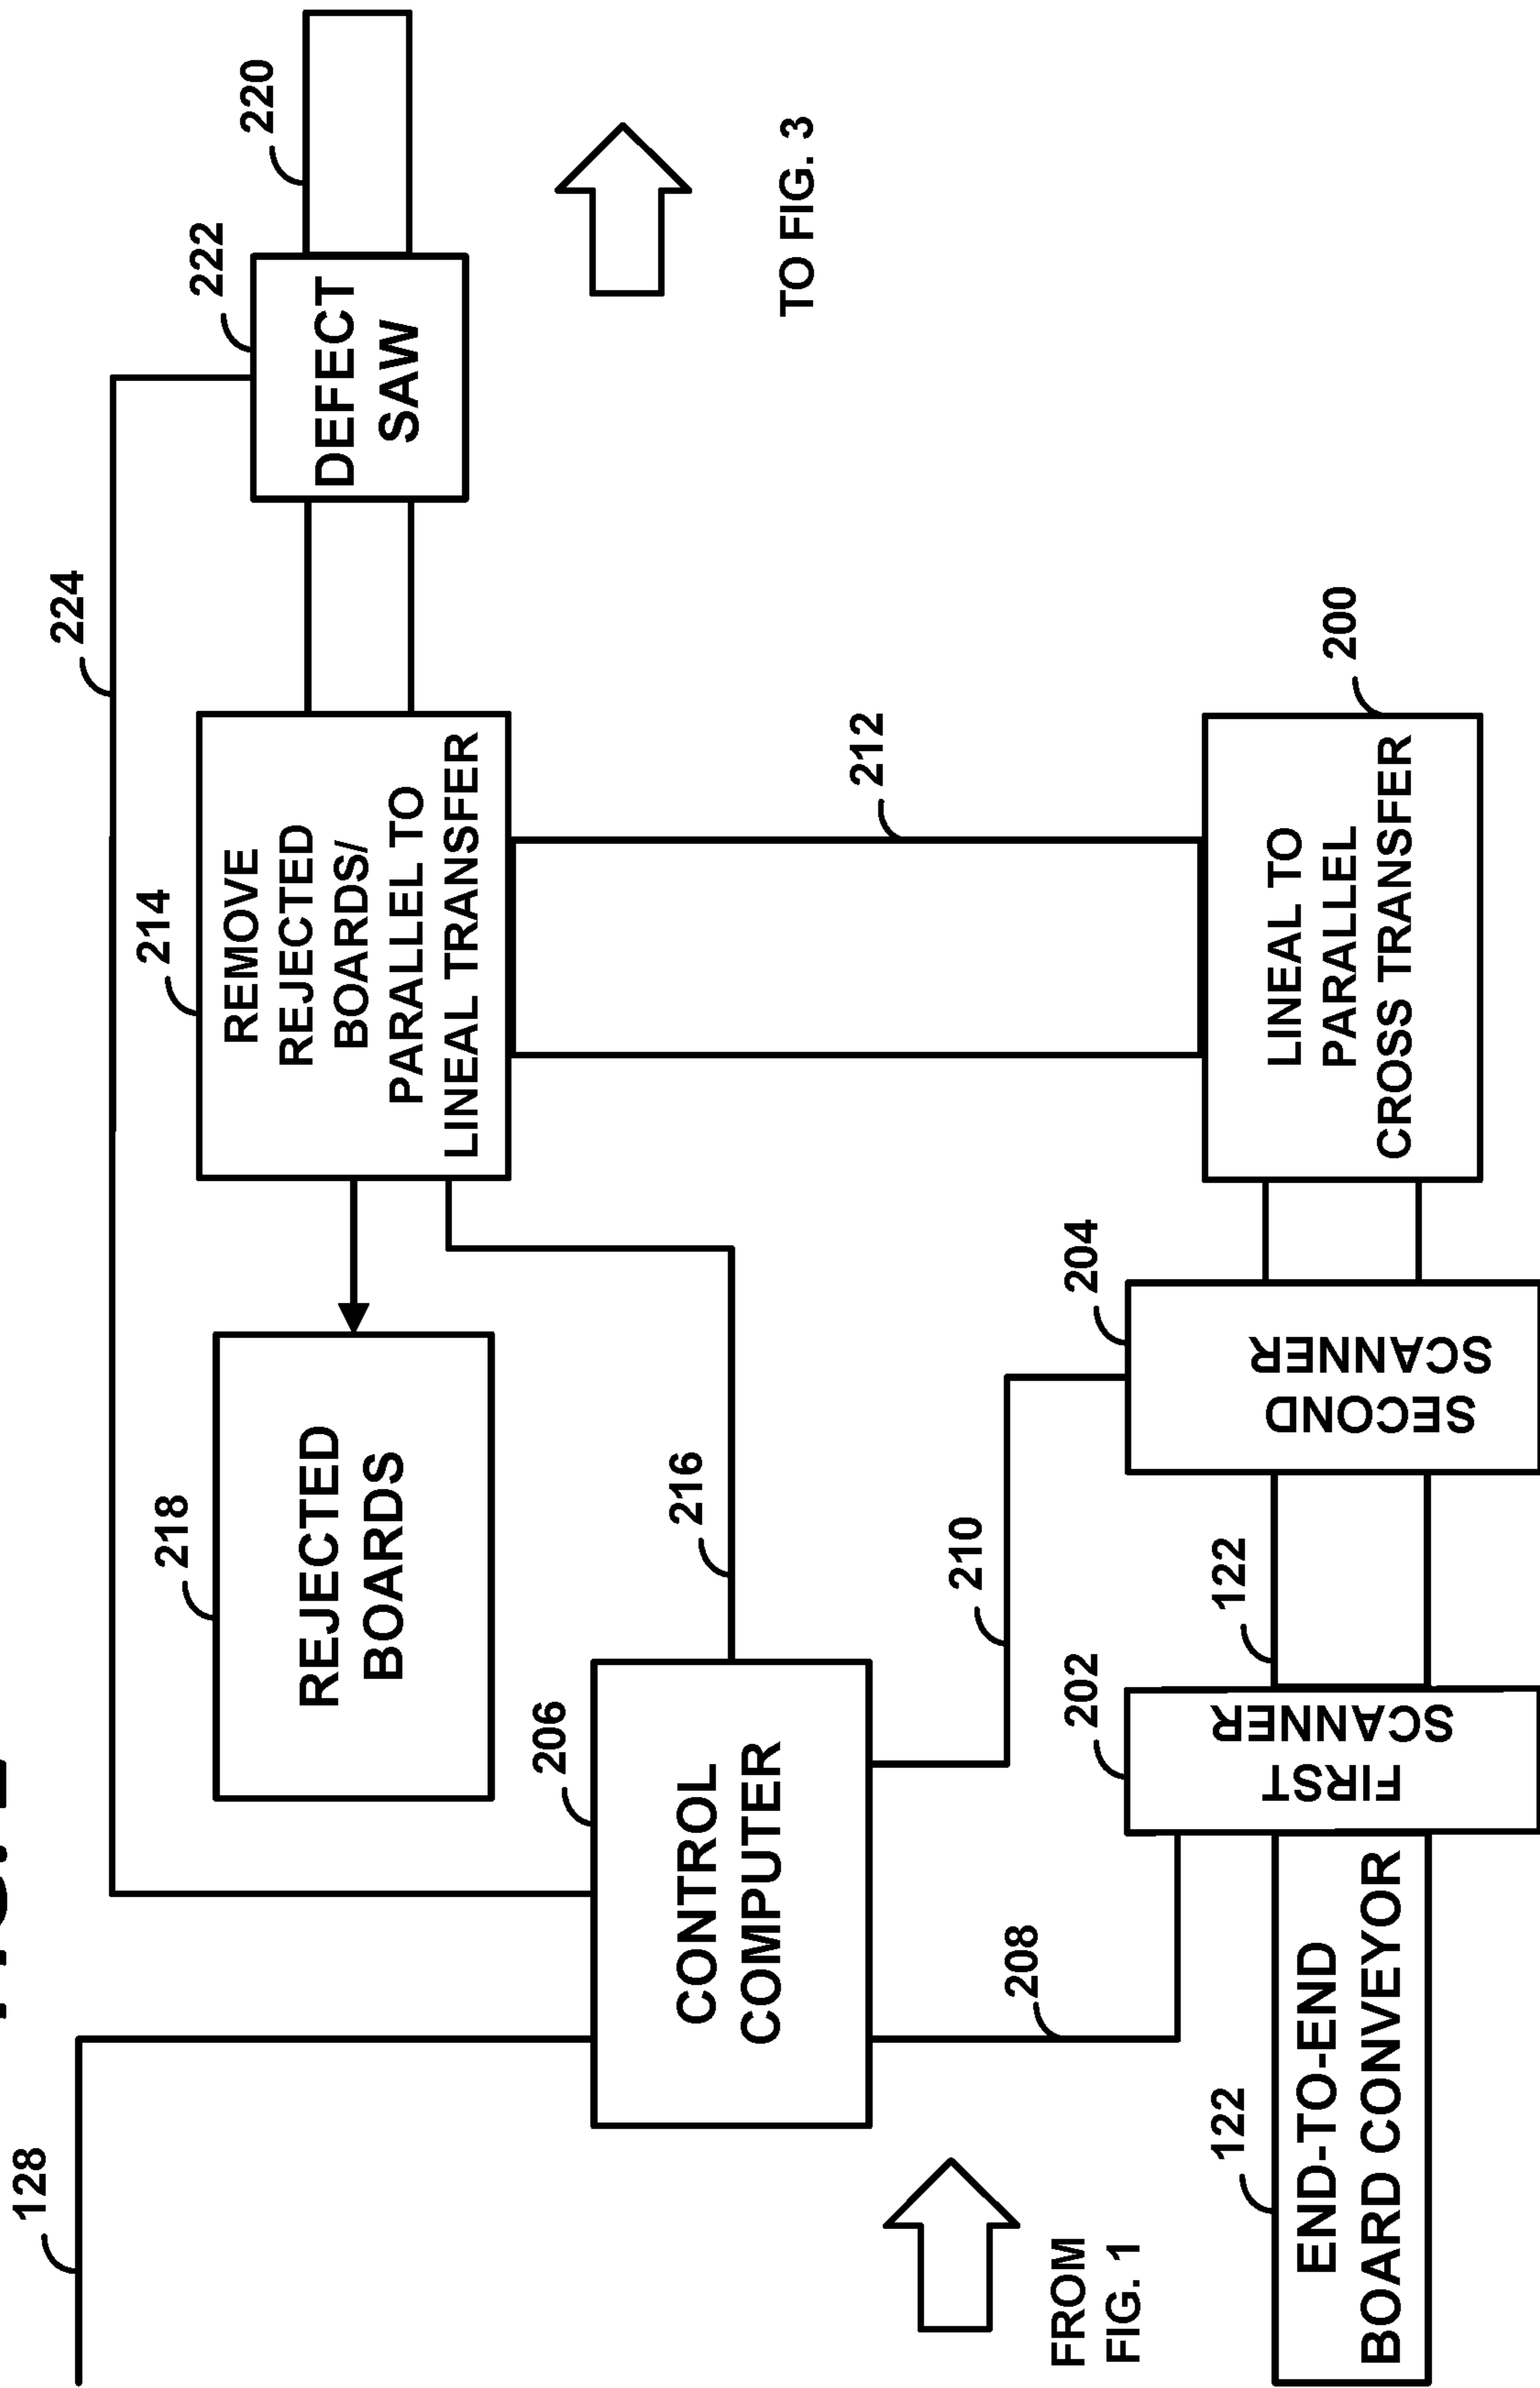 128
224
220
222
DEFECT
SAW
214
REMOVE
REJECTED
BOARDS/
PARALLEL TO
LINEAL TRANSFER
218
REJECTED
BOARDS
TO FIG. 3
206
CONTROL
COMPUTER
216
212
210
208
FROM
FIG. 1
122
END-TO-END
BOARD CONVEYOR
202
FIRST
SCANNER
122
204
SECOND
SCANNER
200
LINEAL TO
PARALLEL
CROSS TRANSFER